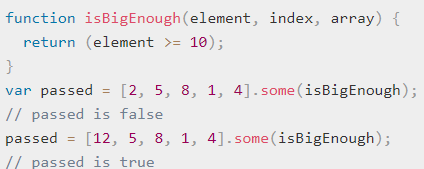 function isBigEnough(element, index, array) {
  return (element >= 10);
}
var passed = [2, 5, 8, 1, 4].some(isBigEnough);
// passed is false
passed = [12, 5, 8, 1, 4].some(isBigEnough);
// passed is true